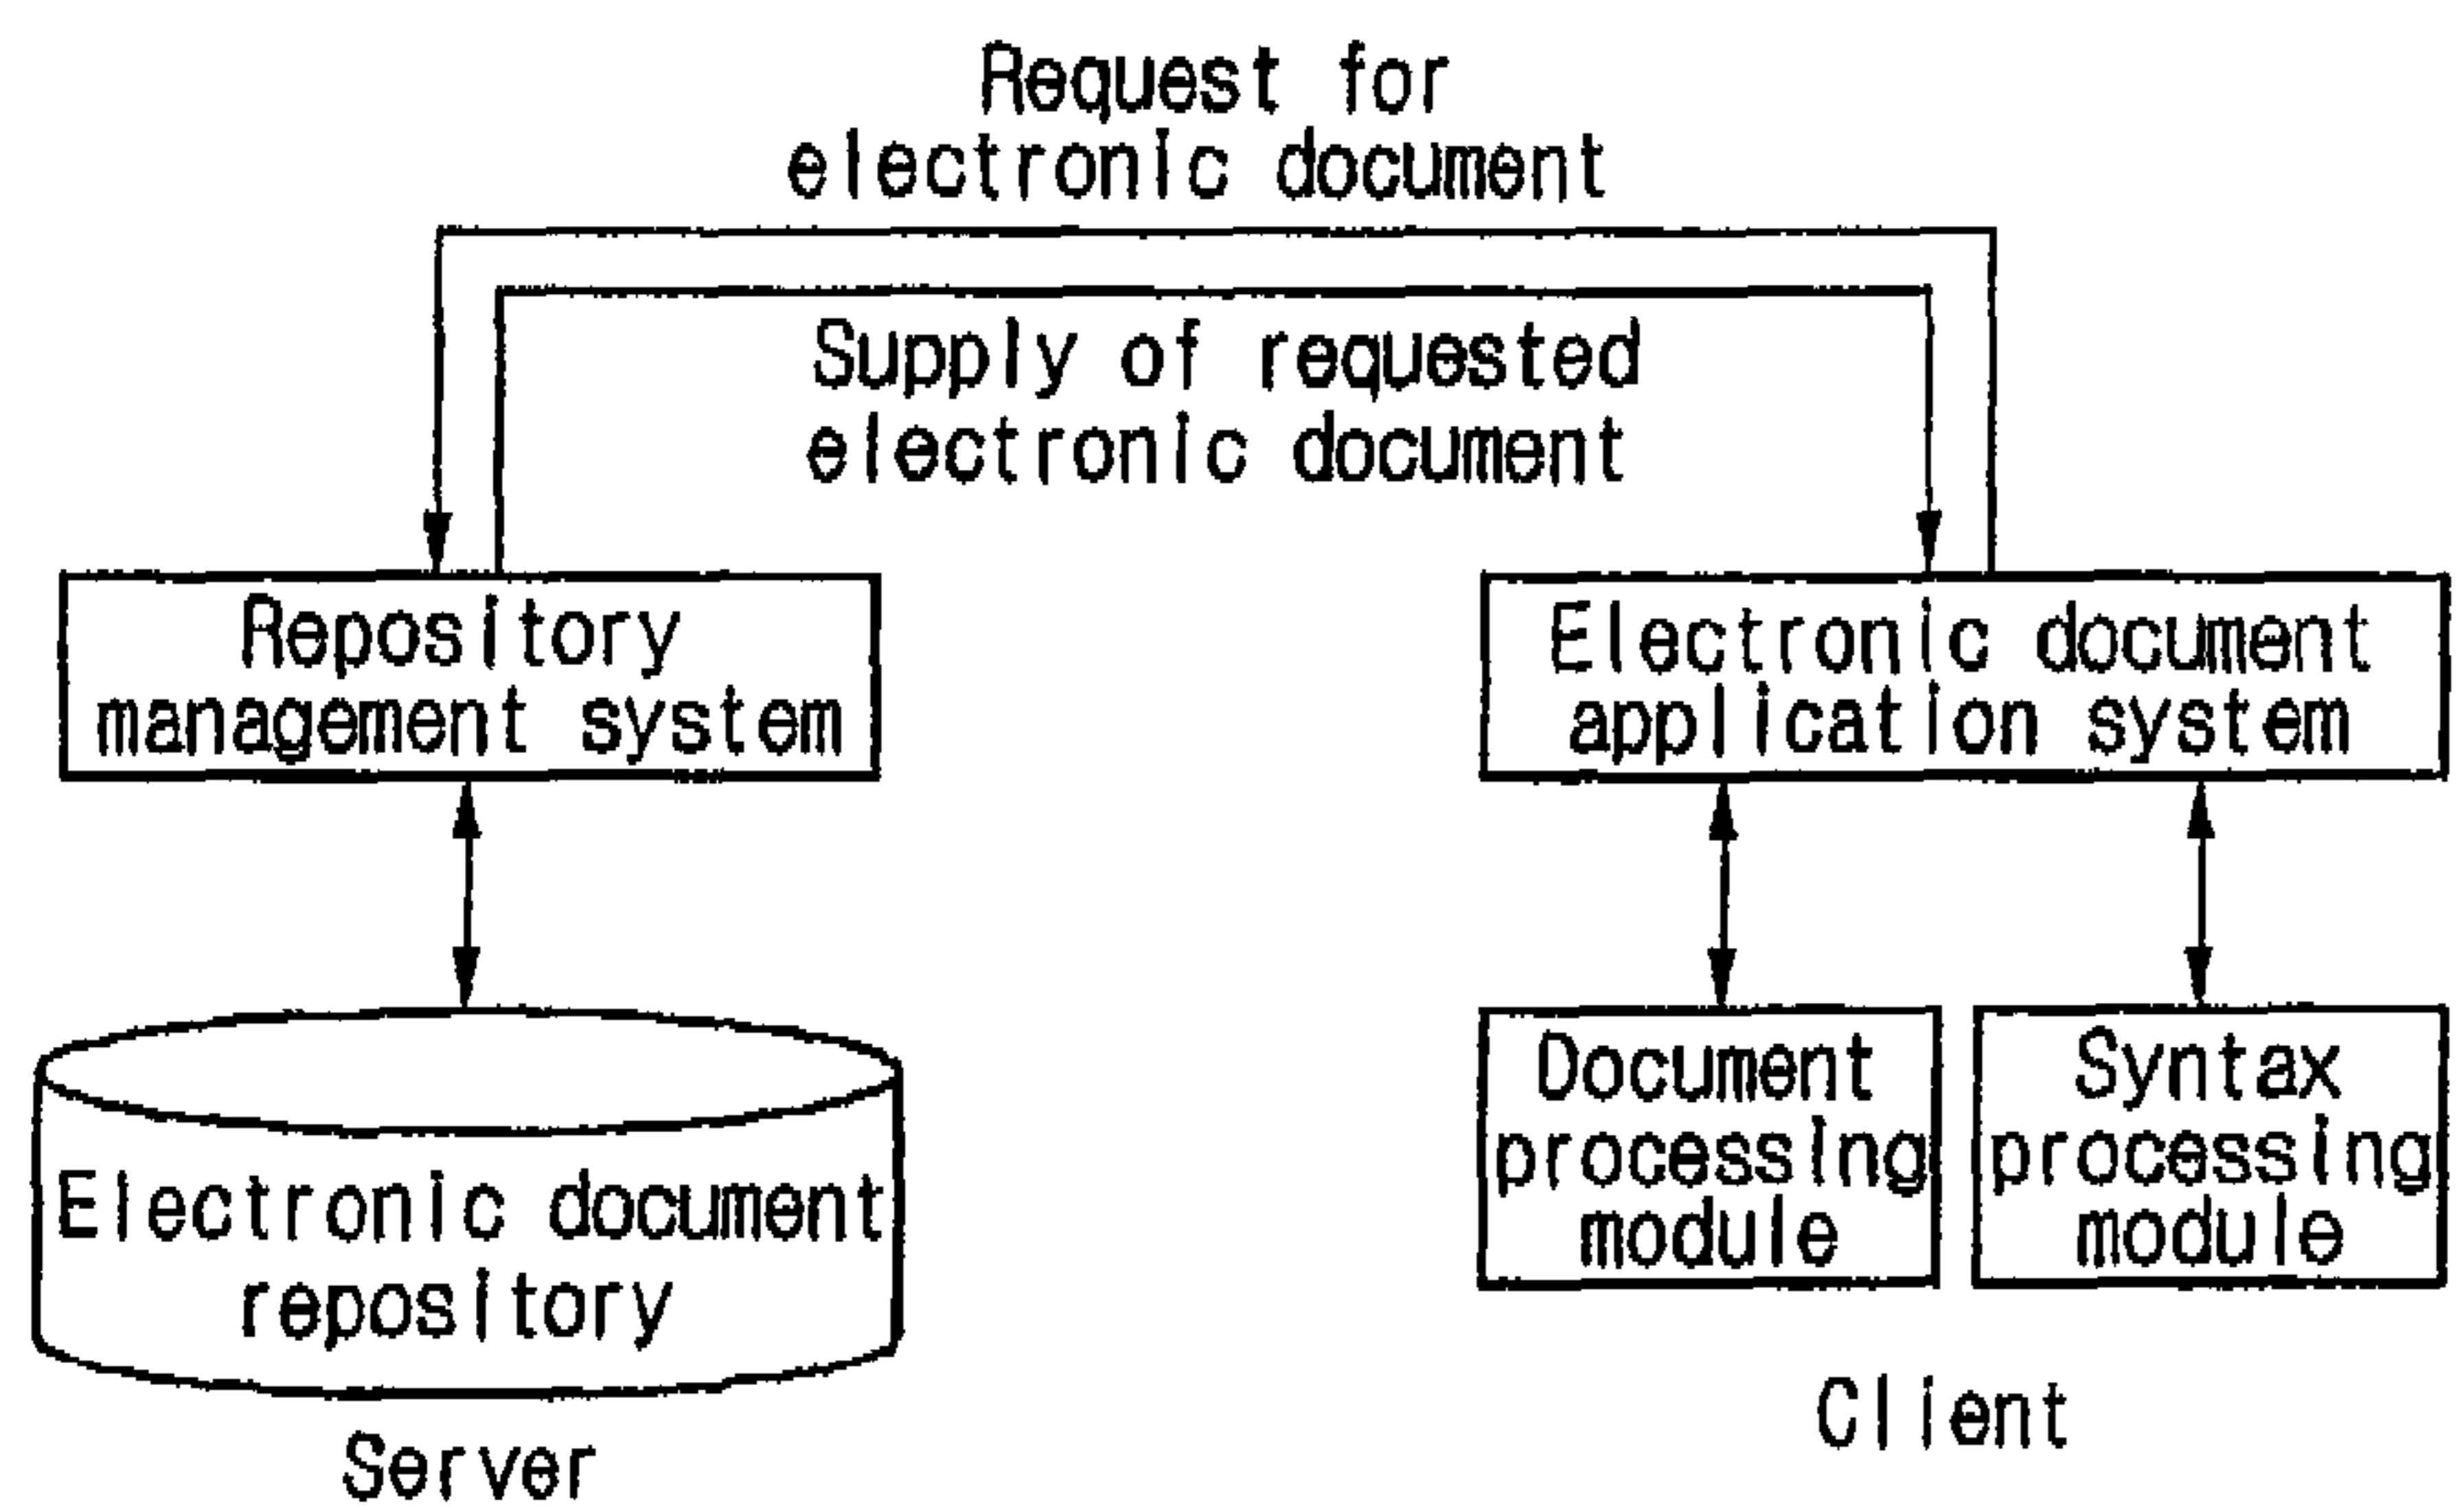 Request for
electronic document
Supply of requested
electronic document
Repository
management system
Electronic document
application system
Electronic document
repository
Server
Document
processing
module
Syntax
processing
module
Client